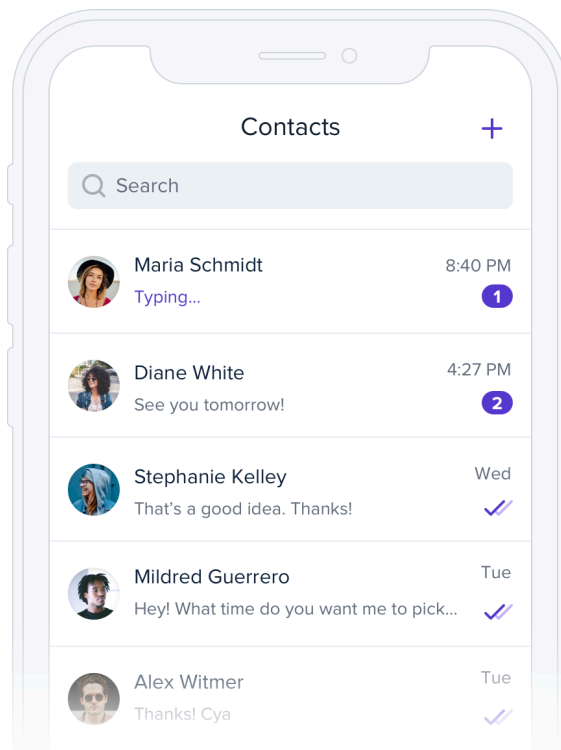 Contacts
Search
Maria Schmidt 8:40 PM
Typing... 1
Diane White 4:27 PM
See you tomorrow! 2
Stephanie Kelley Wed
That's a good idea. Thanks!
Mildred Guerrero Tue
Hey! What time do you want me to pick...
Alex Witmer Tue
Thanks! Cya